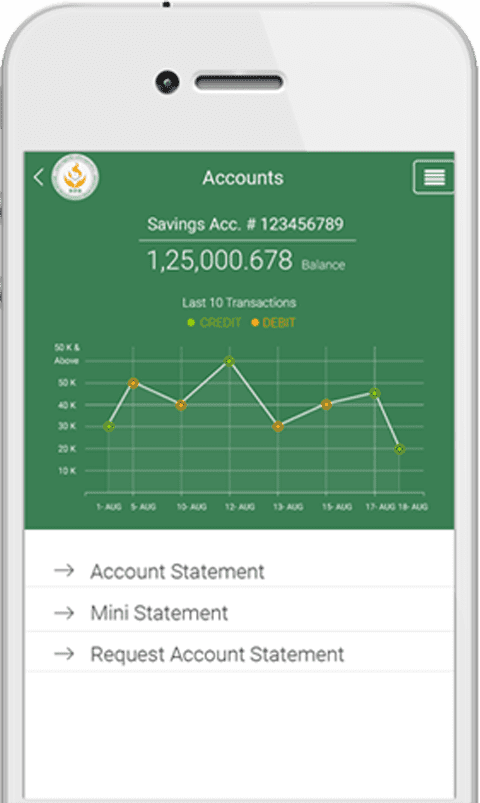 Accounts
Savings Acc. # 123456789
1,25,000.678 Balance
Last 10 Transactions
CREDIT DEBIT
50 K &
Above
50 K
40 K
30 K
20 K
10 K
1- AUG 5- AUG 10- AUG 12- AUG 13- AUG 15- AUG 17- AUG 18- AUG
Account Statement
Mini Statement
Request Account Statement